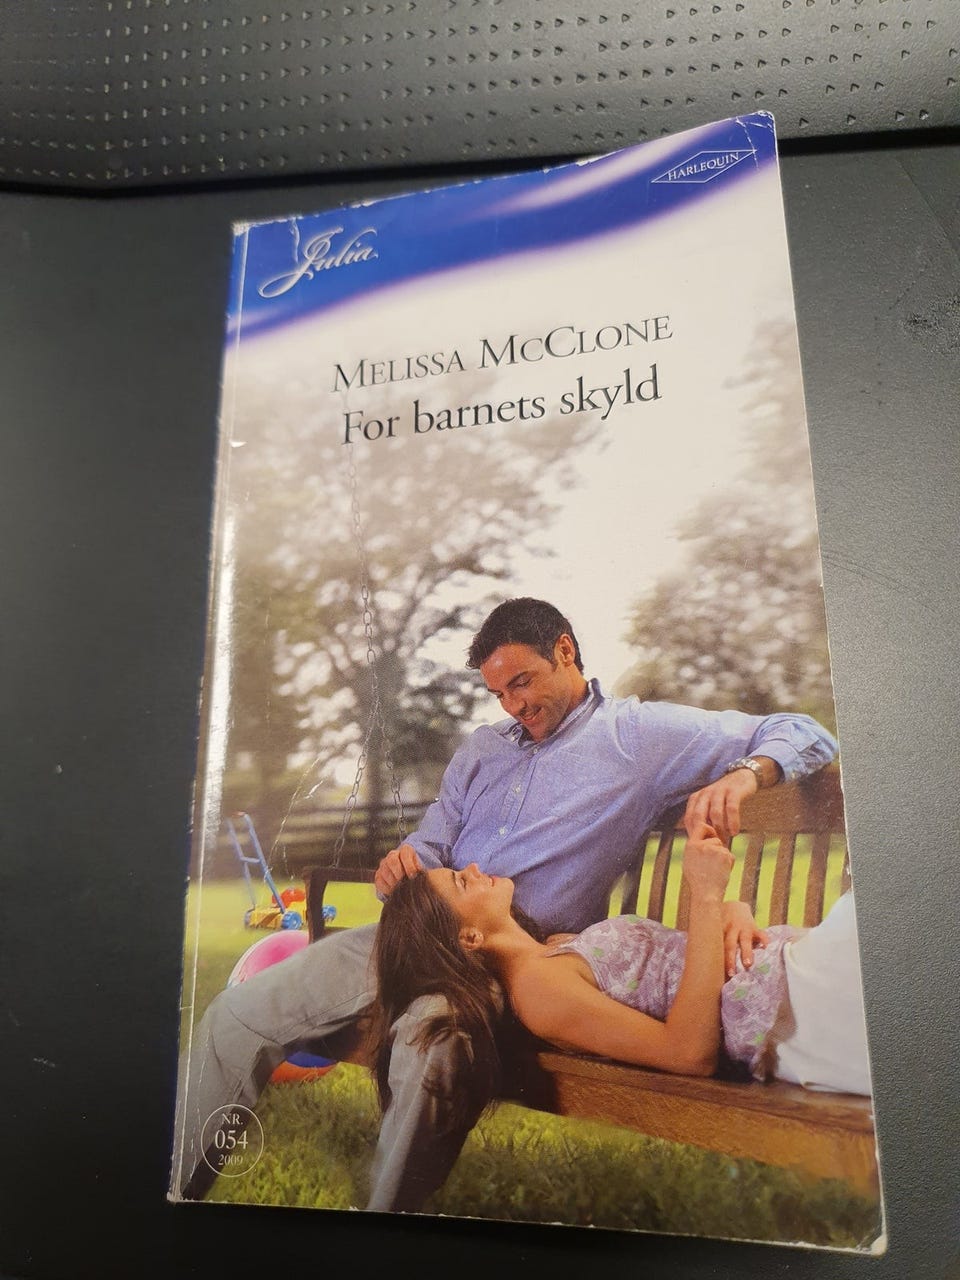 Julia
HARLEQUIN
MELISSA MCCLONE
For barnets skyld
NR.
054
2009